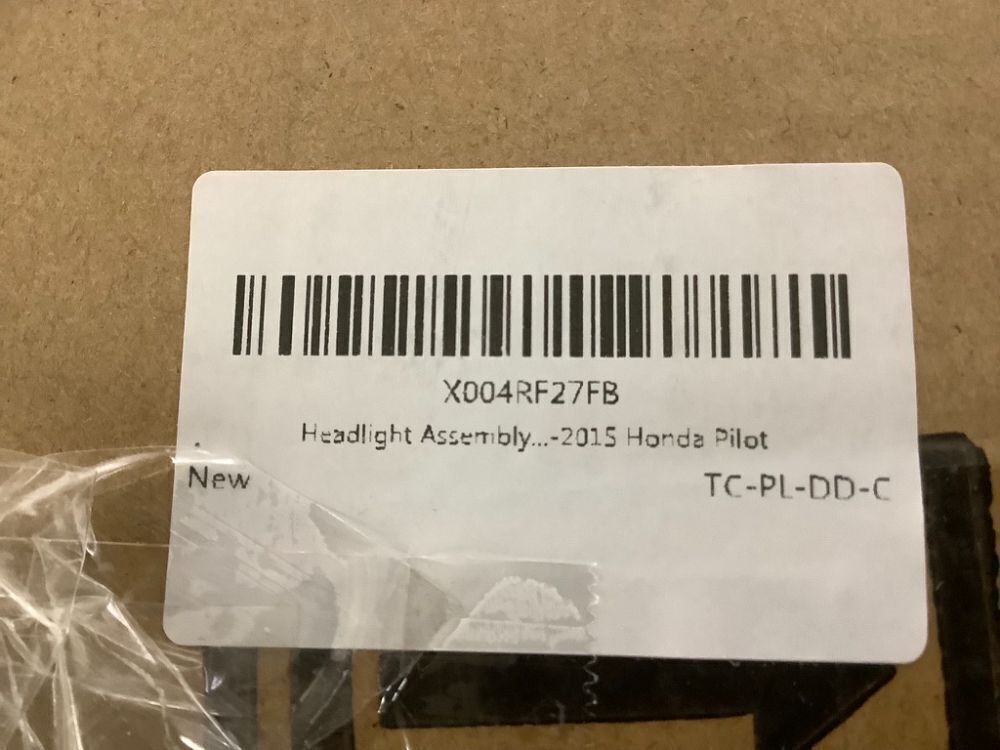 X004RF27FB
Headlight Assembly...-2015 Honda Pilot
New TC-PL-DD-C